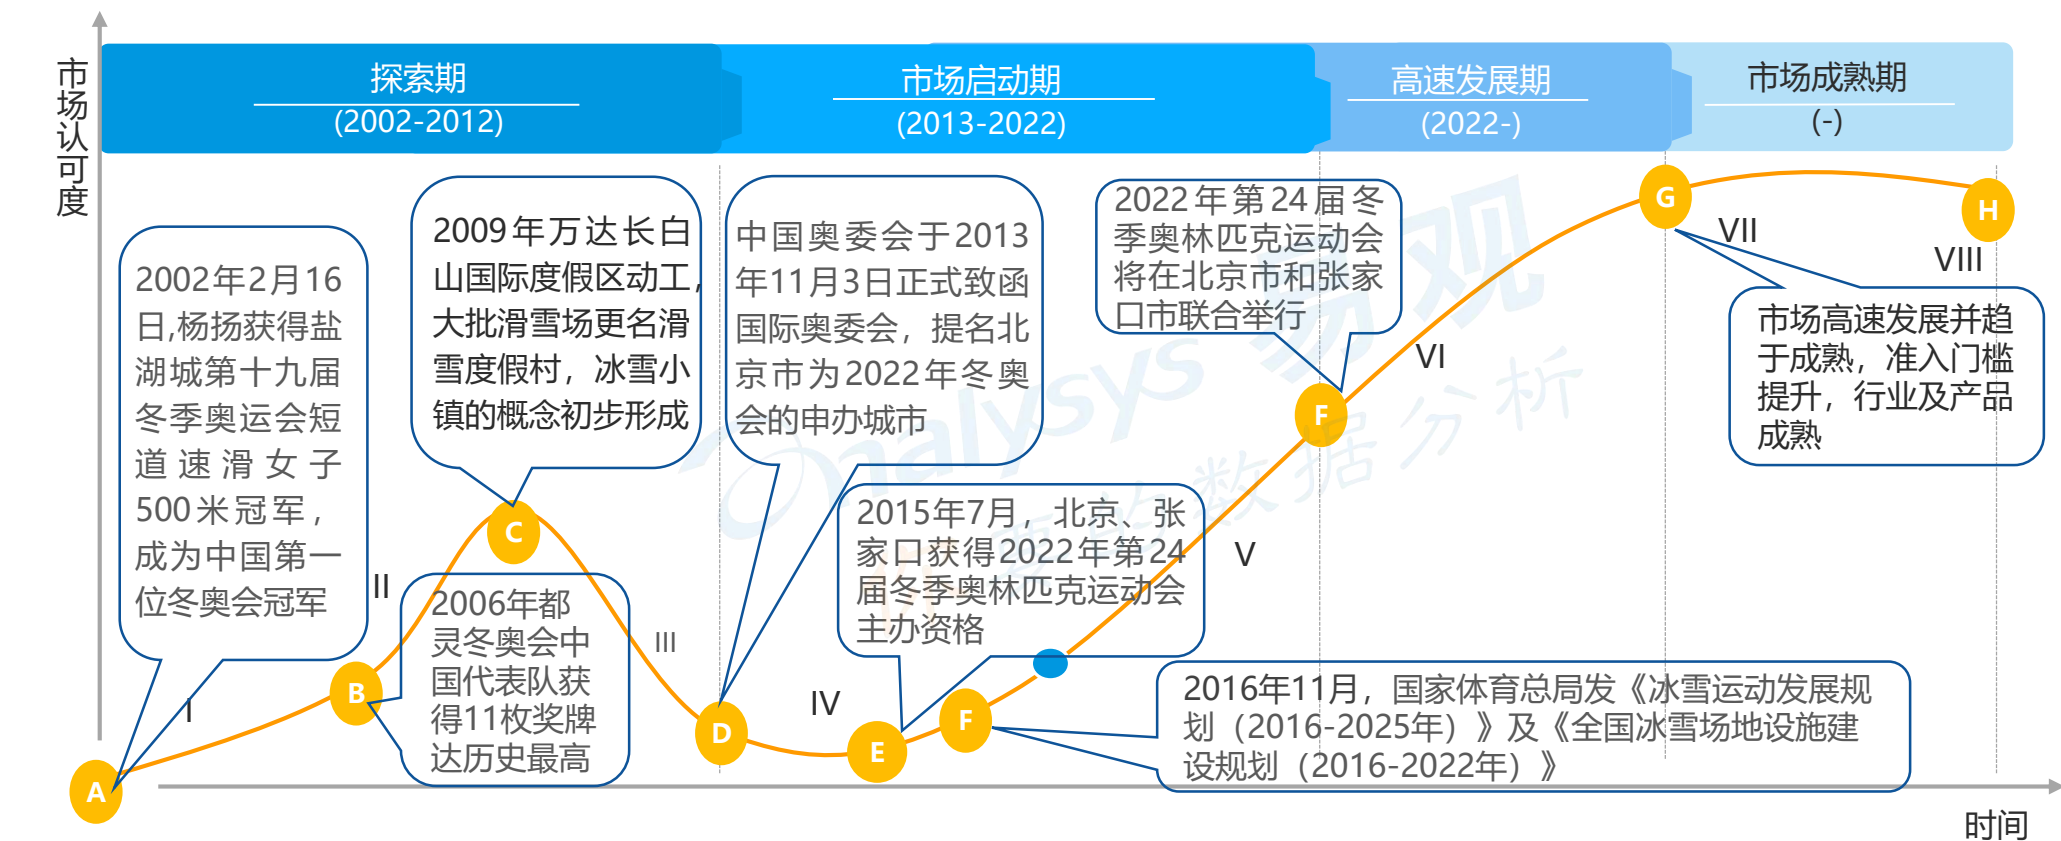 市场认可度
探索期
(2002-2012)
市场启动期
(2013-2022)
高速发展期
(2022-)
市场成熟期
(-)
2002年2月16
日,杨扬获得盐
湖城第十九届
冬季奥运会短
道速滑女子
500米冠军，
成为中国第一
位冬奥会冠军
2009年万达长白
山国际度假区动工，
大批滑雪场更名滑
雪度假村，冰雪小
镇的概念初步形成
中国奥委会于2013
年11月3日正式致函
国际奥委会，提名北
京市为2022年冬奥
会的申办城市
2022年第24届冬
季奥林匹克运动会
将在北京市和张家
口市联合举行
市场高速发展并趋
于成熟，准入门槛
提升，行业及产品
成熟
2006年都
灵冬奥会中
国代表队获
得11枚奖牌
达历史最高
2015年7月，北京、张
家口获得2022年第24
届冬季奥林匹克运动会
主办资格
2016年11月，国家体育总局发《冰雪运动发展规
划（2016-2025年）》及《全国冰雪场地设施建
设规划（2016-2022年）》
A
B
C
D
E
F
F
G
H
I
II
III
IV
V
VI
VII
VIII
时间
analysys 易观
你要的数据分析